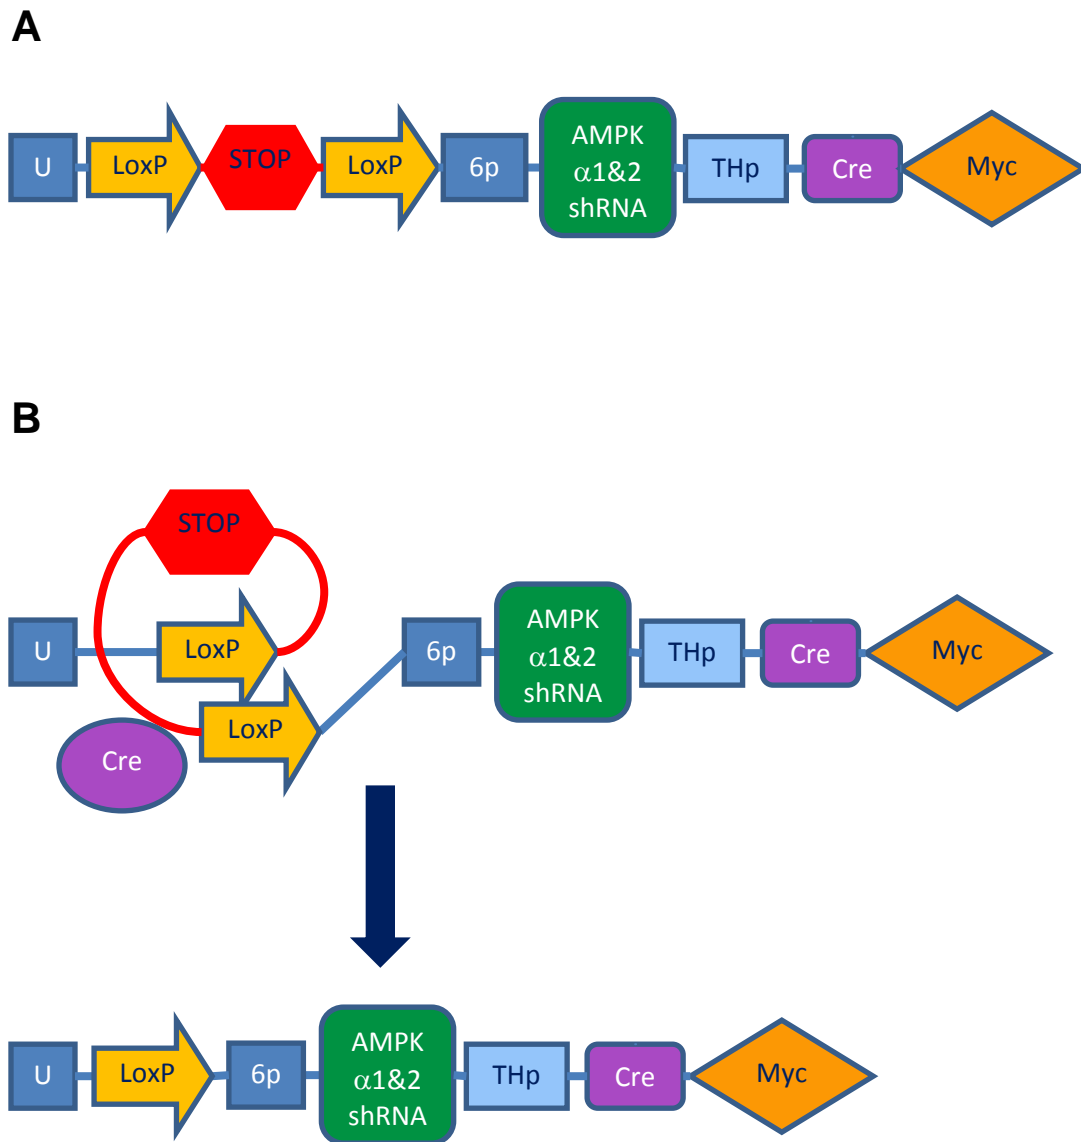 A
U LoxP STOP LoxP 6p AMPK THp Cre Myc
α1&2
shRNA
B
STOP
U LoxP 6p AMPK THp Cre Myc
α1&2
shRNA
LoxP
Cre
U LoxP 6p AMPK THp Cre Myc
α1&2
shRNA